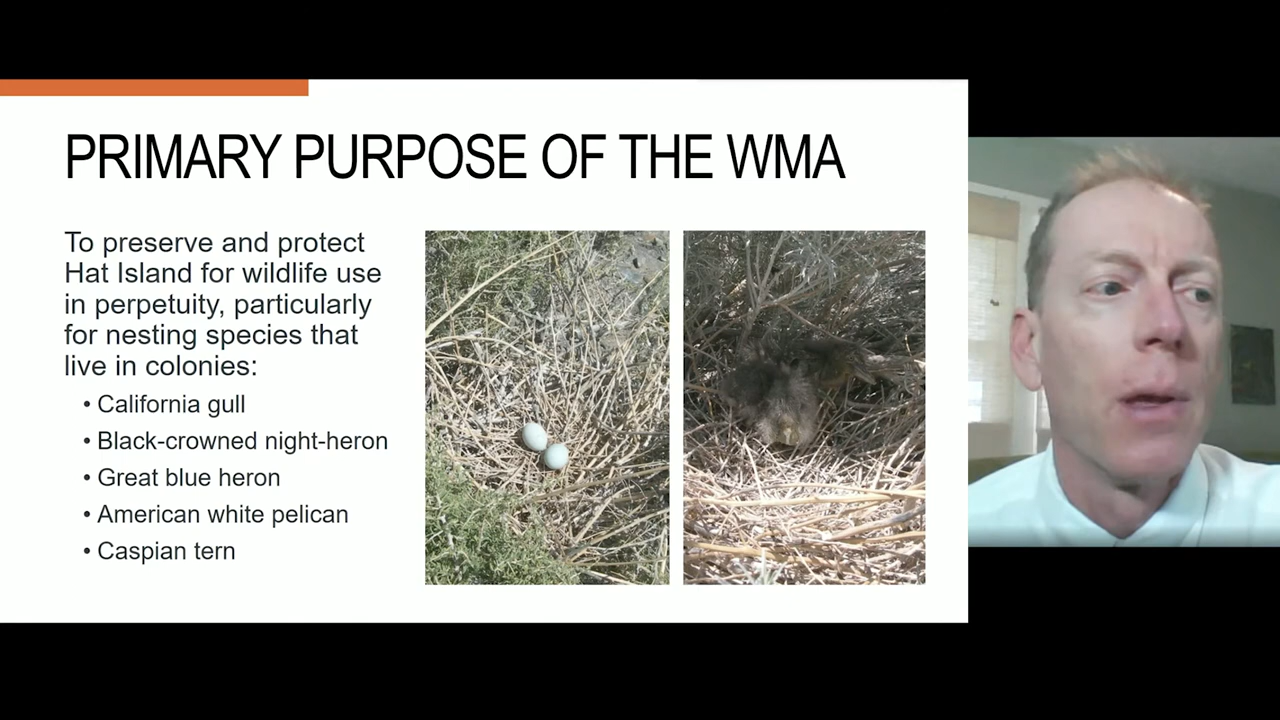 PRIMARY PURPOSE OF THE WMA
To preserve and protect
Hat Island for wildlife use
in perpetuity, particularly
for nesting species that
live in colonies:
• California gull
• Black-crowned night-heron
• Great blue heron
• American white pelican
• Caspian tern